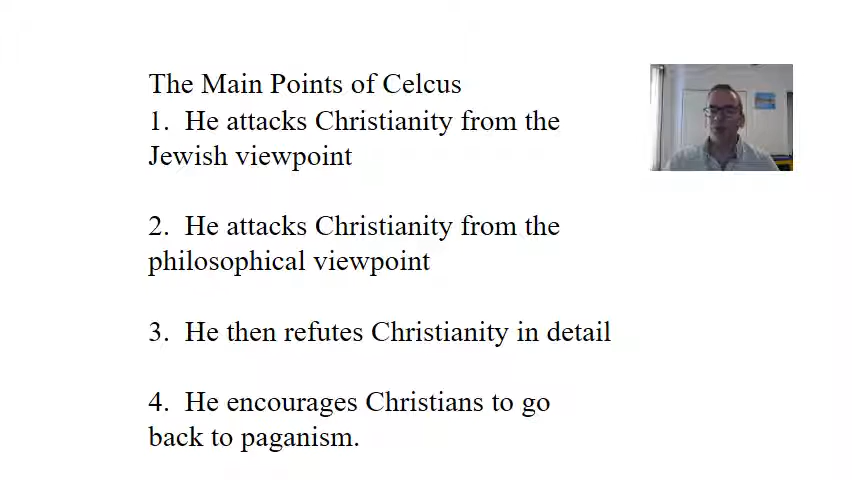 The Main Points of Celcus
1. He attacks Christianity from the
Jewish viewpoint
2. He attacks Christianity from the
philosophical viewpoint
3. He then refutes Christianity in detail
4. He encourages Christians to go
back to paganism.